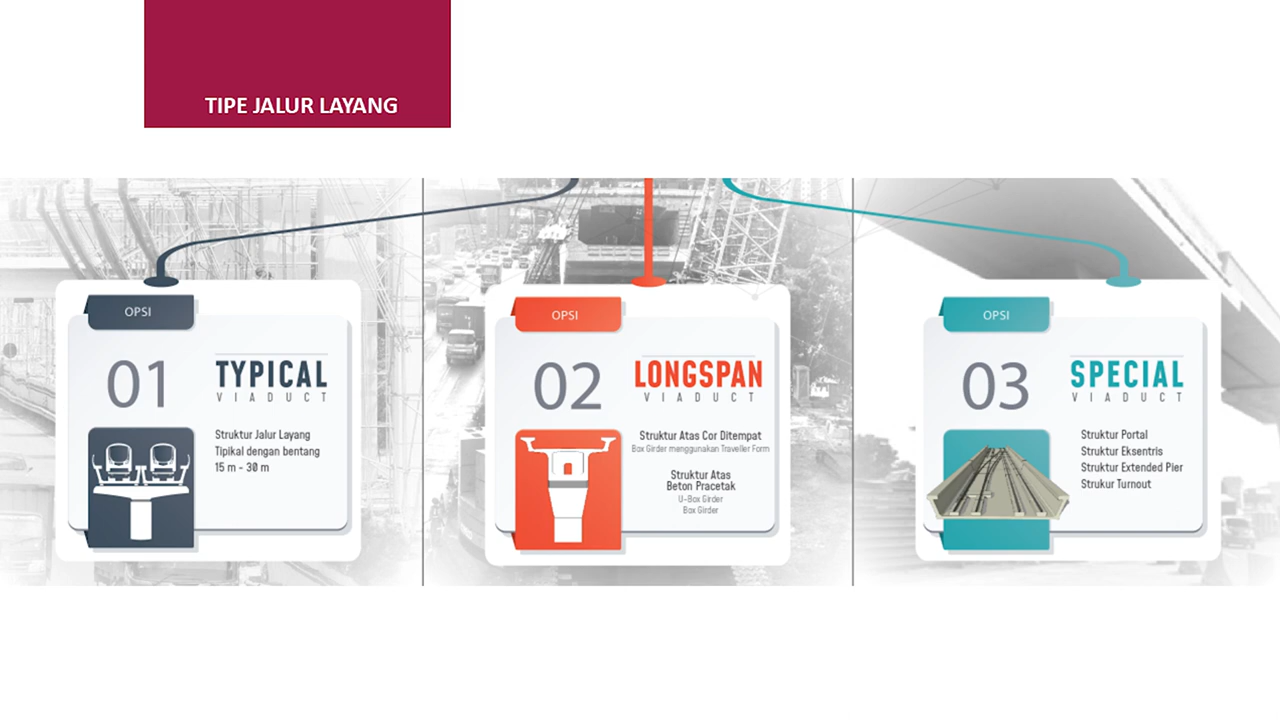 TIPE JALUR LAYANG
OPSI
01
TYPICAL
VIADUCT
Struktur Jalur Layang
Tipikal dengan bentang
15 m - 30 m
OPSI
02
LONGSPAN
VIADUCT
Struktur Atas Cor Ditempat
Box Girder menggunakan Traveller Form
Struktur Atas
Beton Pracetak
U-Box Girder
Box Girder
OPSI
03
SPECIAL
VIADUCT
Struktur Portal
Struktur Eksentris
Struktur Extended Pier
Strukur Turnout